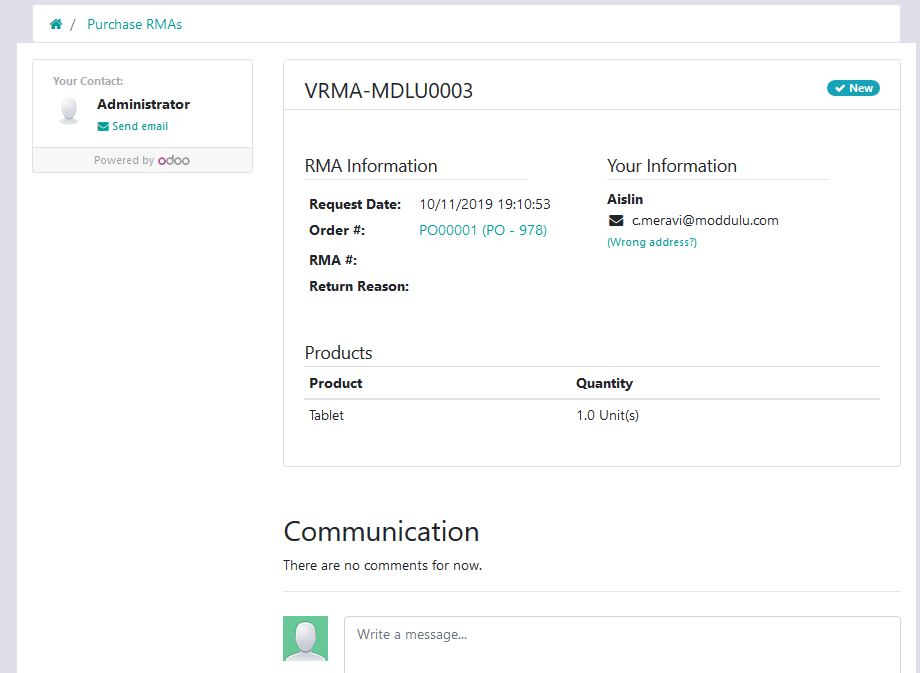 / Purchase RMAs
Your Contact:
Administrator
Send email
Powered by odoo
VRMA-MDLU0003
New
RMA Information
Request Date: 10/11/2019 19:10:53
Order #: PO00001 (PO - 978)
RMA #:
Return Reason:
Your Information
Aislin
c.meravi@moddulu.com
(Wrong address?)
Products
Product Quantity
Tablet 1.0 Unit(s)
Communication
There are no comments for now.
Write a message...